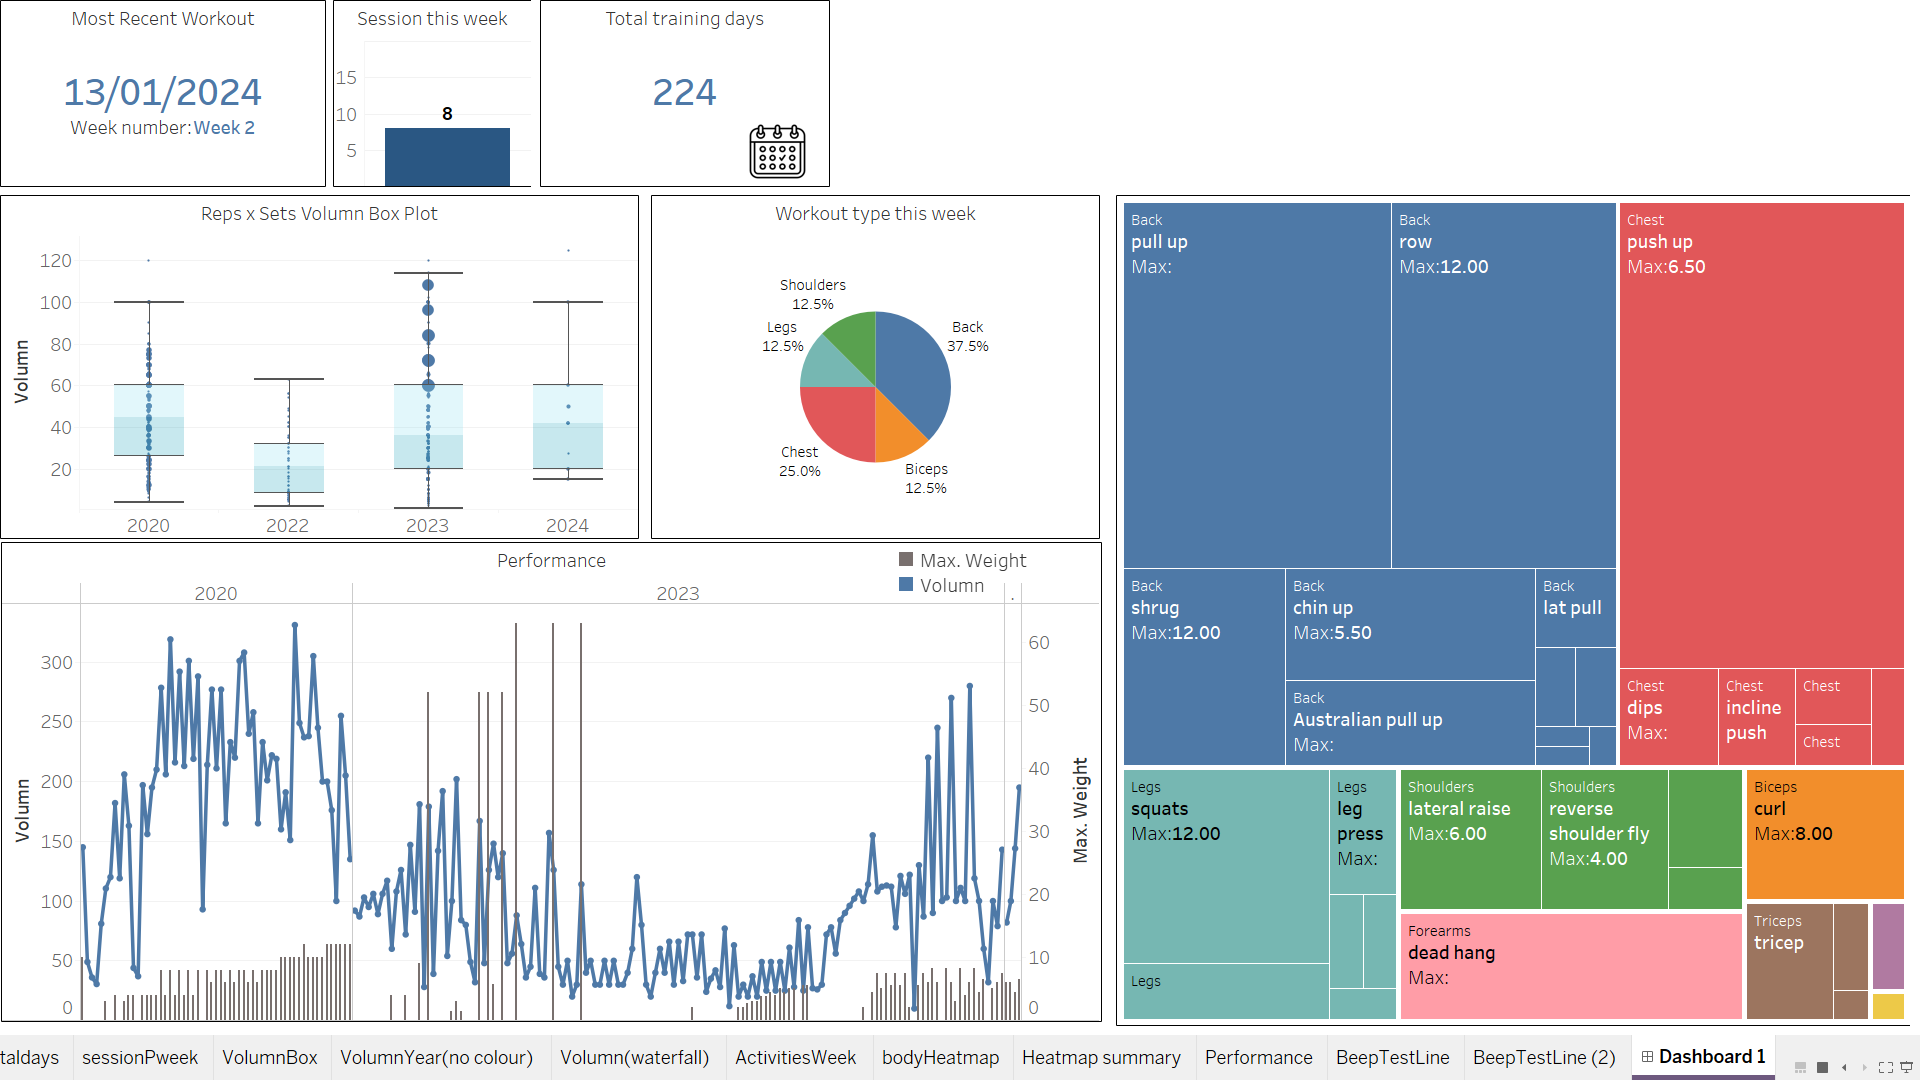 Most Recent Workout
13/01/2024
Week number:Week 2
Session this week
15
10
5
8
Total training days
224
Reps x Sets Volumn Box Plot
Volumn
120
100
80
60
40
20
2020
2022
2023
2024
Workout type this week
Shoulders
12.5%
Legs
12.5%
Back
37.5%
Chest
25.0%
Biceps
12.5%
Performance
Max. Weight
Volumn
2020
2023
.
Volumn
300
250
200
150
100
50
0
60
50
40
30
20
10
0
Max. Weight
Back
pull up
Max:
Back
row
Max:12.00
Chest
push up
Max:6.50
Back
shrug
Max:12.00
Back
chin up
Max:5.50
Back
lat pull
Back
Australian pull up
Max:
Chest
dips
Max:
Chest
incline
push
Chest
Chest
Legs
squats
Max:12.00
Legs
leg
press
Max:
Legs
Shoulders
lateral raise
Max:6.00
Shoulders
reverse
shoulder fly
Max:4.00
Biceps
curl
Max:8.00
Forearms
dead hang
Max:
Triceps
tricep
taldays
sessionPweek
VolumnBox
VolumnYear(no colour)
Volumn(waterfall)
ActivitiesWeek
bodyHeatmap
Heatmap summary
Performance
BeepTestLine
BeepTestLine (2)
Dashboard 1